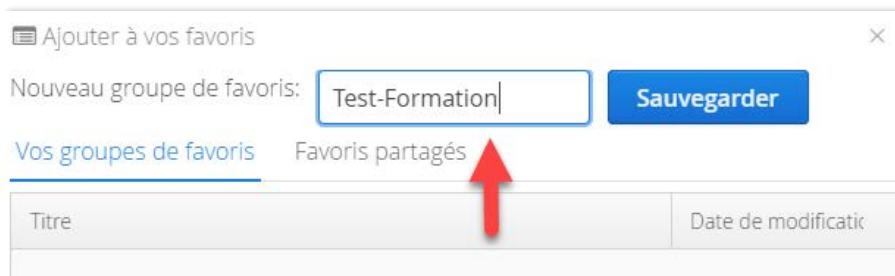 Ajouter à vos favoris
Nouveau groupe de favoris: Test-Formation Sauvegarder
Vos groupes de favoris Favoris partagés
Titre Date de modificatic